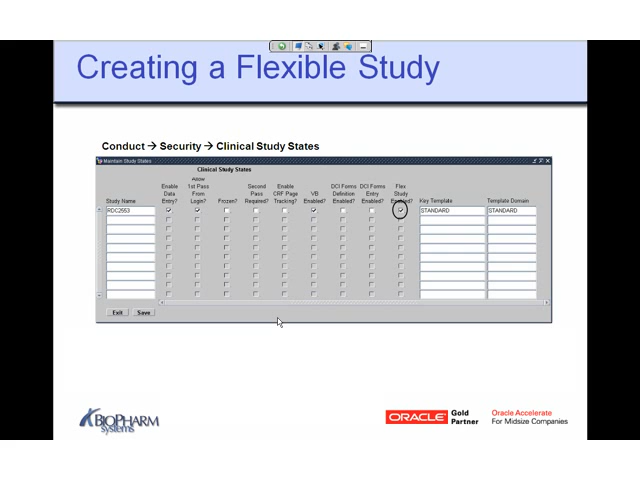 Creating a Flexible Study
Conduct → Security → Clinical Study States
Maintain Study States
Clinical Study States
Study Name
Enable Data Entry?
Allow 1st Pass From Login?
Frozen?
Second Pass Required?
Enable CRF Page Tracking?
VB Enabled?
DCI Forms Definition Enabled?
DCI Forms Entry Enabled?
Flex Study Enabled?
Key Template
Template Domain
RDC2553
STANDARD
STANDARD
Exit
Save
BIOPHARM
systems
ORACLE
Gold
Partner
Oracle Accelerate
For Midsize Companies